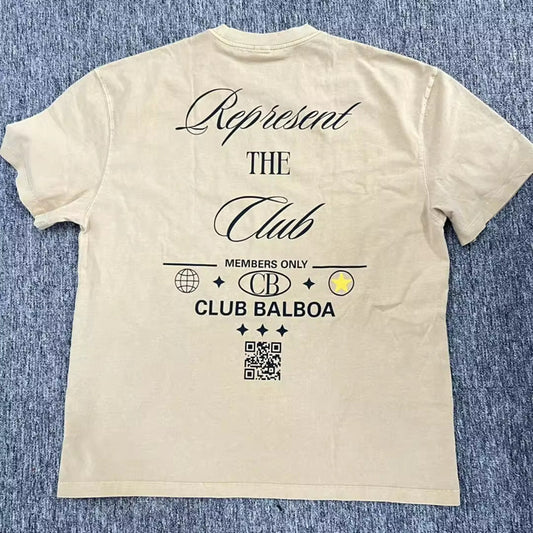 Represent
THE
Club
MEMBERS ONLY
CB
CLUB BALBOA